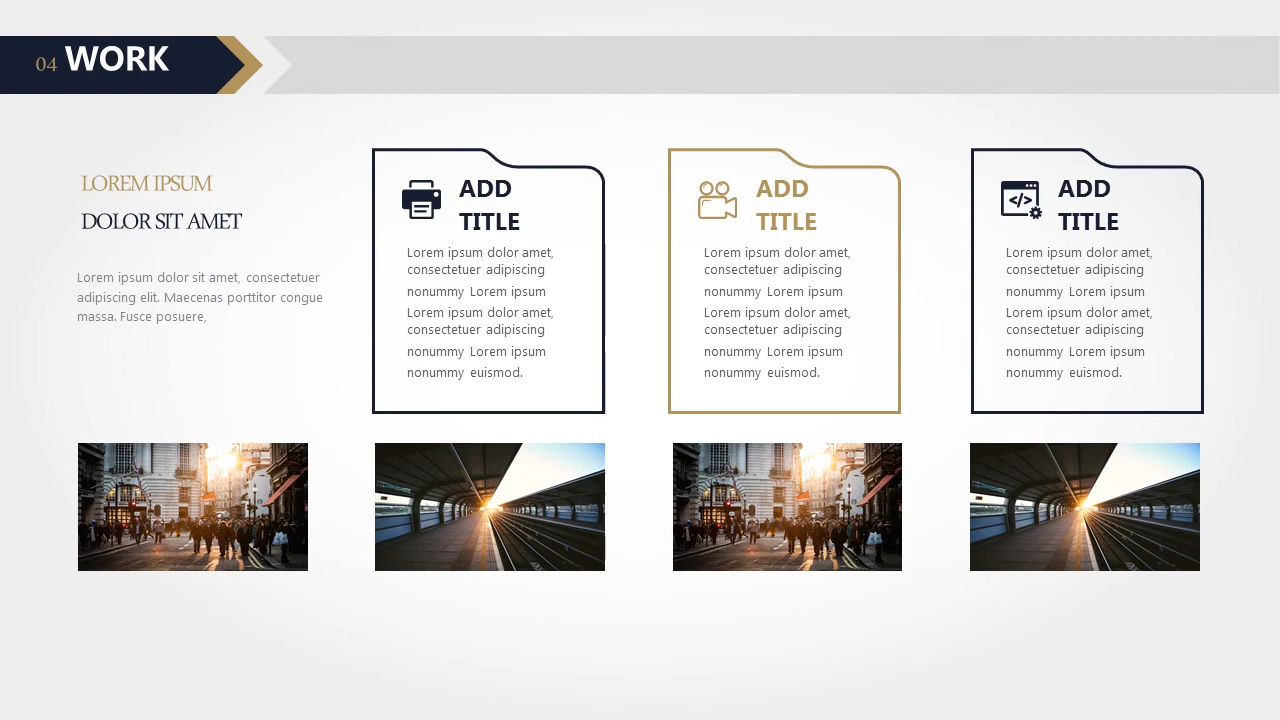 04 WORK
LOREM IPSUM
DOLOR SIT AMET
Lorem ipsum dolor sit amet, consectetuer
adipiscing elit. Maecenas porttitor congue
massa. Fusce posuere,
ADD
TITLE
Lorem ipsum dolor amet,
consectetuer adipiscing
nonummy Lorem ipsum
Lorem ipsum dolor amet,
consectetuer adipiscing
nonummy Lorem ipsum
nonummy euismod.
ADD
TITLE
Lorem ipsum dolor amet,
consectetuer adipiscing
nonummy Lorem ipsum
Lorem ipsum dolor amet,
consectetuer adipiscing
nonummy Lorem ipsum
nonummy euismod.
ADD
TITLE
Lorem ipsum dolor amet,
consectetuer adipiscing
nonummy Lorem ipsum
Lorem ipsum dolor amet,
consectetuer adipiscing
nonummy Lorem ipsum
nonummy euismod.